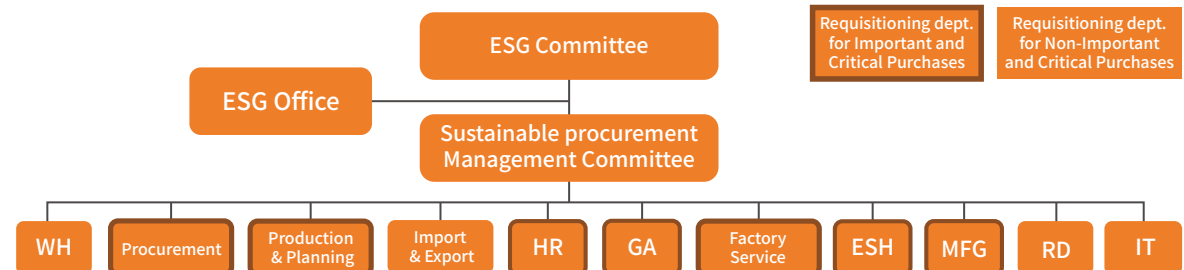 ESG Committee
Requisitioning dept.
for Important and
Critical Purchases
Requisitioning dept.
for Non-Important
and Critical Purchases
ESG Office
Sustainable procurement
Management Committee
WH
Procurement
Production
& Planning
Import
& Export
HR
GA
Factory
Service
ESH
MFG
RD
IT